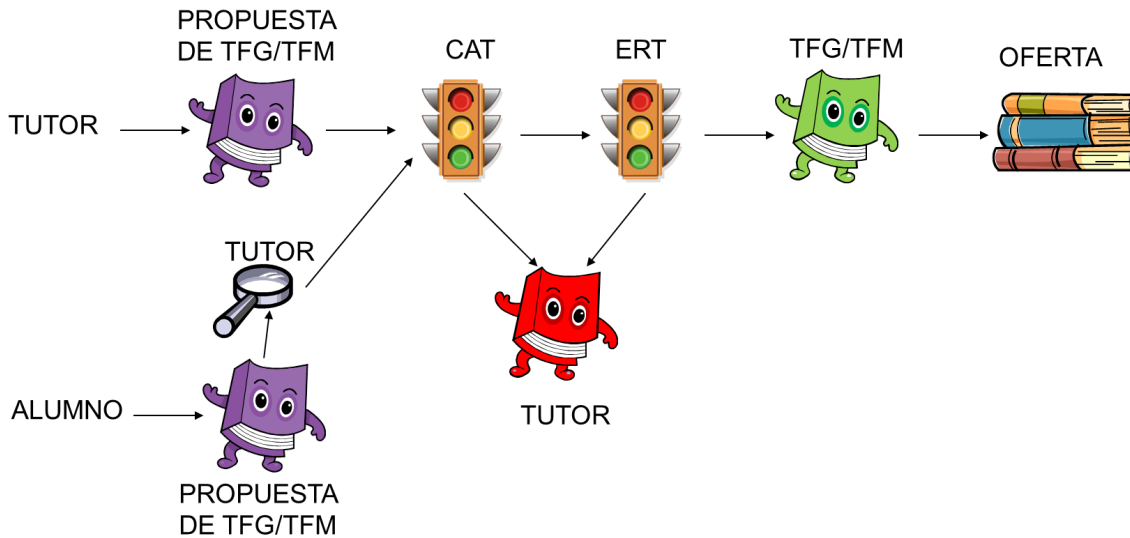 PROPUESTA
DE TFG/TFM
CAT
ERT
TFG/TFM
OFERTA
TUTOR
TUTOR
ALUMNO
TUTOR
PROPUESTA
DE TFG/TFM